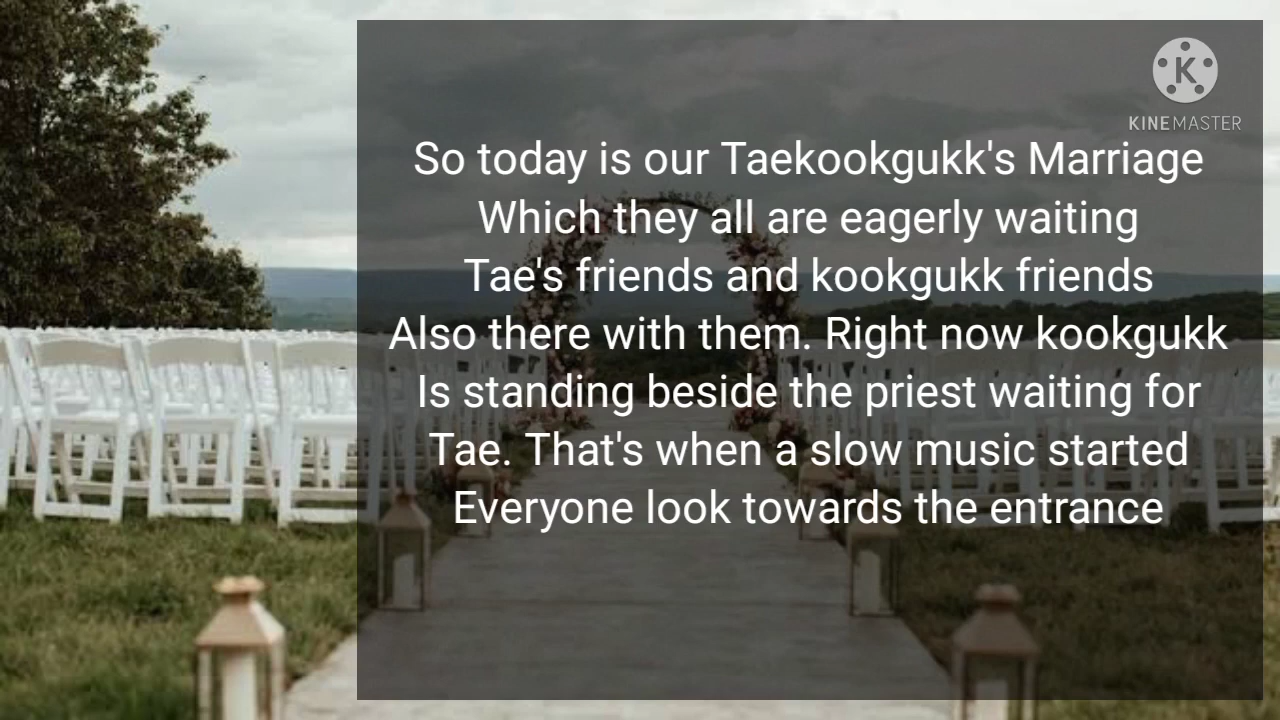 KINEMASTER
So today is our Taekookgukk's Marriage
Which they all are eagerly waiting
Tae's friends and kookgukk friends
Also there with them. Right now kookgukk
Is standing beside the priest waiting for
Tae. That's when a slow music started
Everyone look towards the entrance